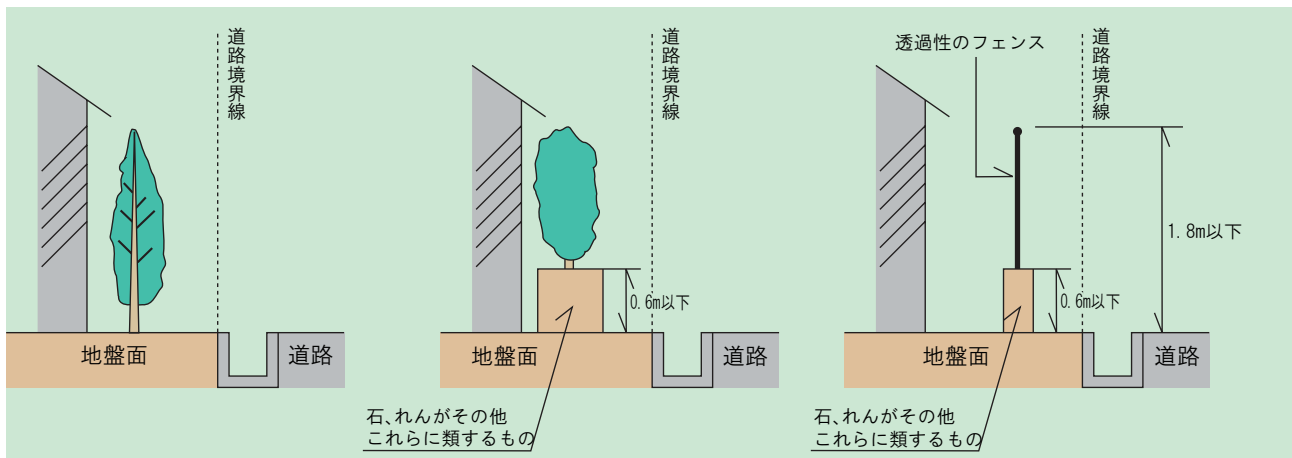 道路境界線
地盤面
道路
道路境界線
0.6m以下
地盤面
道路
石、れんがその他
これらに類するもの
透過性のフェンス
道路境界線
1.8m以下
0.6m以下
地盤面
道路
石、れんがその他
これらに類するもの